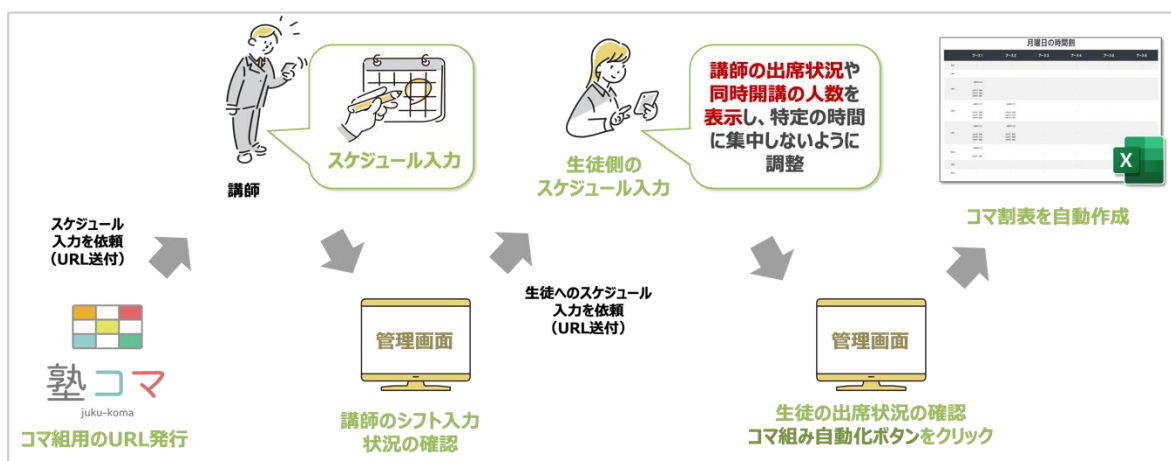 スケジュール
入力を依頼
(URL送付)
塾コマ
juku-koma
コマ組用のURL発行
講師
スケジュール入力
管理画面
講師のシフト入力
状況の確認
生徒へのスケジュール
入力を依頼
(URL送付)
生徒側の
スケジュール入力
講師の出席状況や
同時開講の人数を
表示し、特定の時間
に集中しないように
調整
管理画面
生徒の出席状況の確認
コマ組み自動化ボタンをクリック
月曜日の時間割
X
コマ割表を自動作成